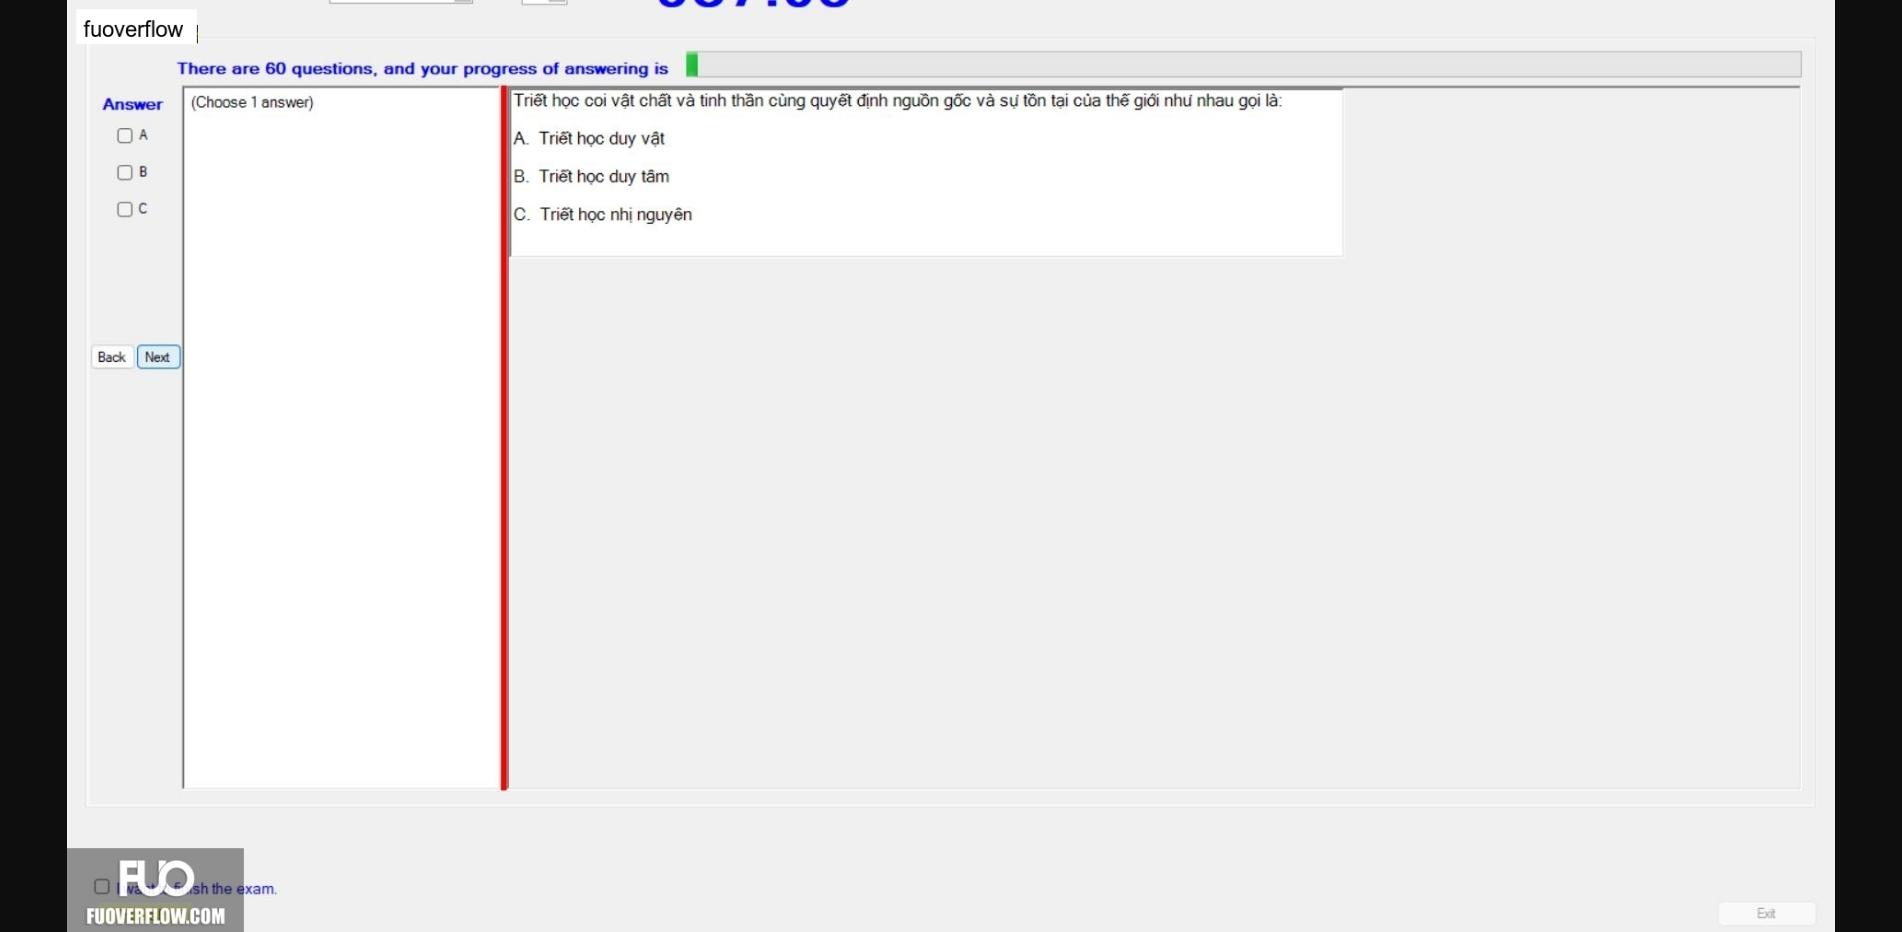 fuoverflow
There are 60 questions, and your progress of answering is
Answer
(Choose 1 answer)
A
B
C
Back
Next
Triết học coi vật chất và tinh thần cùng quyết định nguồn gốc và sự tồn tại của thế giới như nhau gọi là:
A. Triết học duy vật
B. Triết học duy tâm
C. Triết học nhị nguyên
FUO
I want finish the exam.
FUOVERFLOW.COM
Exit